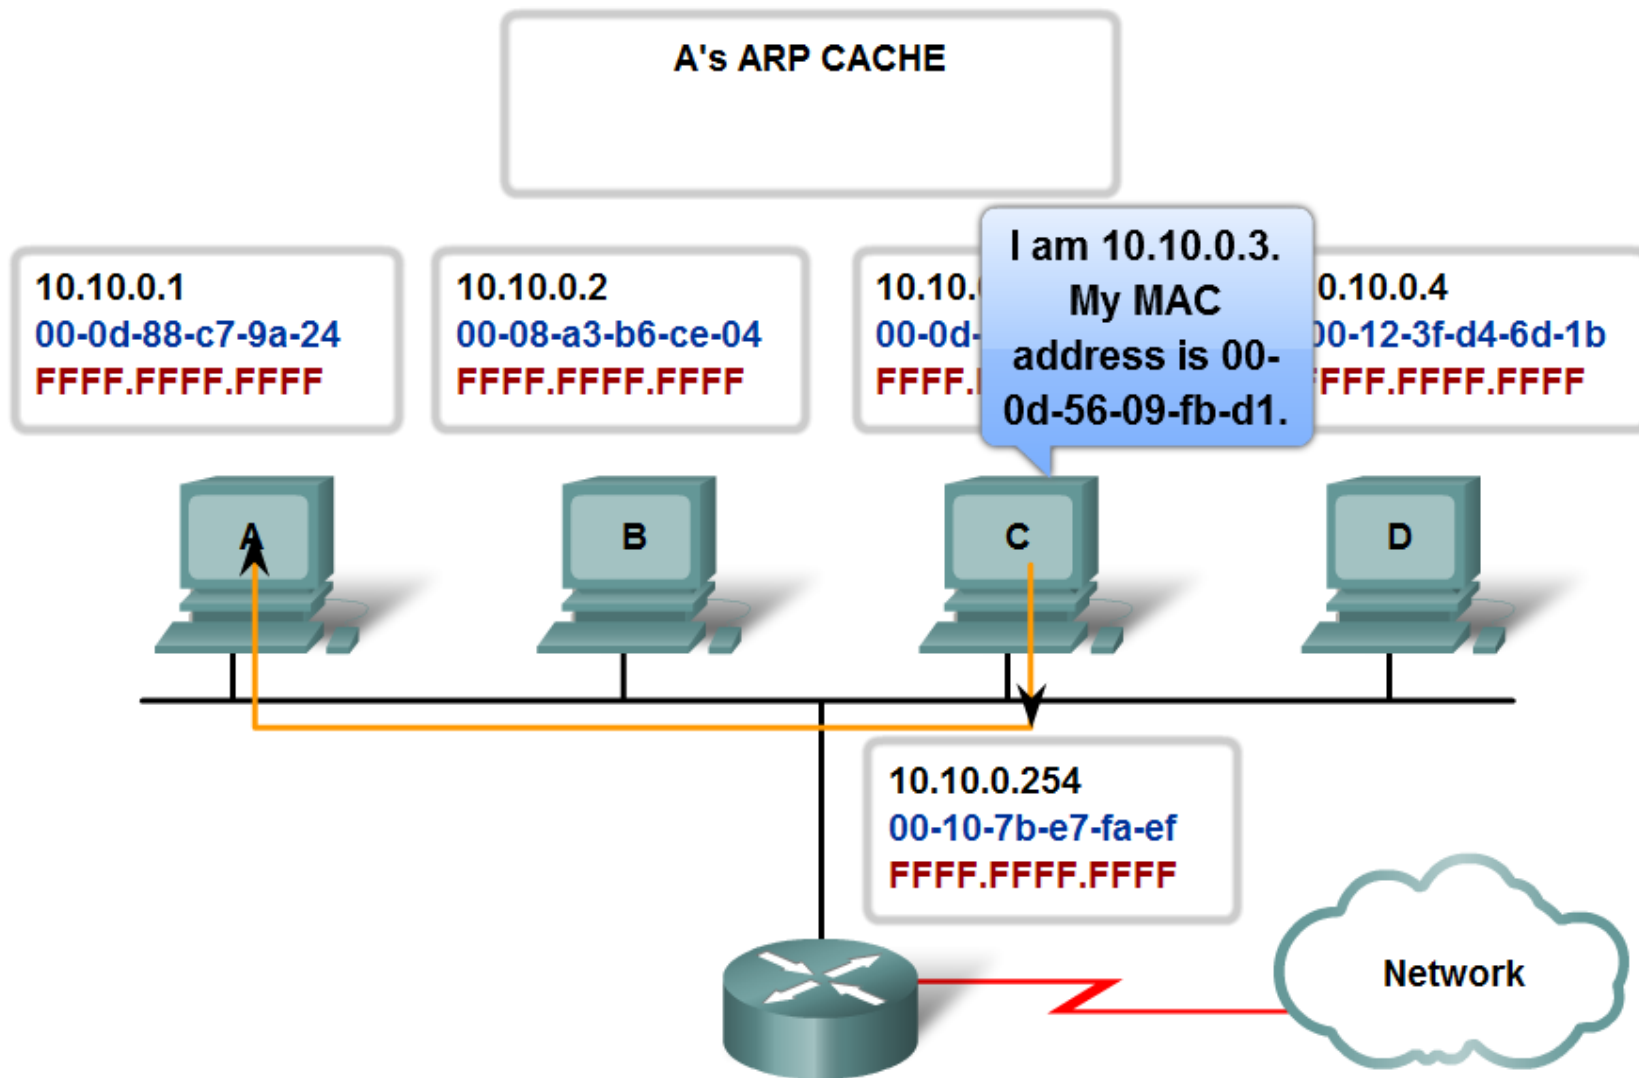 A's ARP CACHE
10.10.0.1
00-0d-88-c7-9a-24
FFFF.FFFF.FFFF
10.10.0.2
00-08-a3-b6-ce-04
FFFF.FFFF.FFFF
10.10.
00-0d-
FFFF.
I am 10.10.0.3.
My MAC
address is 00-
0d-56-09-fb-d1.
0.10.0.4
00-12-3f-d4-6d-1b
FFFF.FFFF.FFFF
A
B
C
D
10.10.0.254
00-10-7b-e7-fa-ef
FFFF.FFFF.FFFF
Network